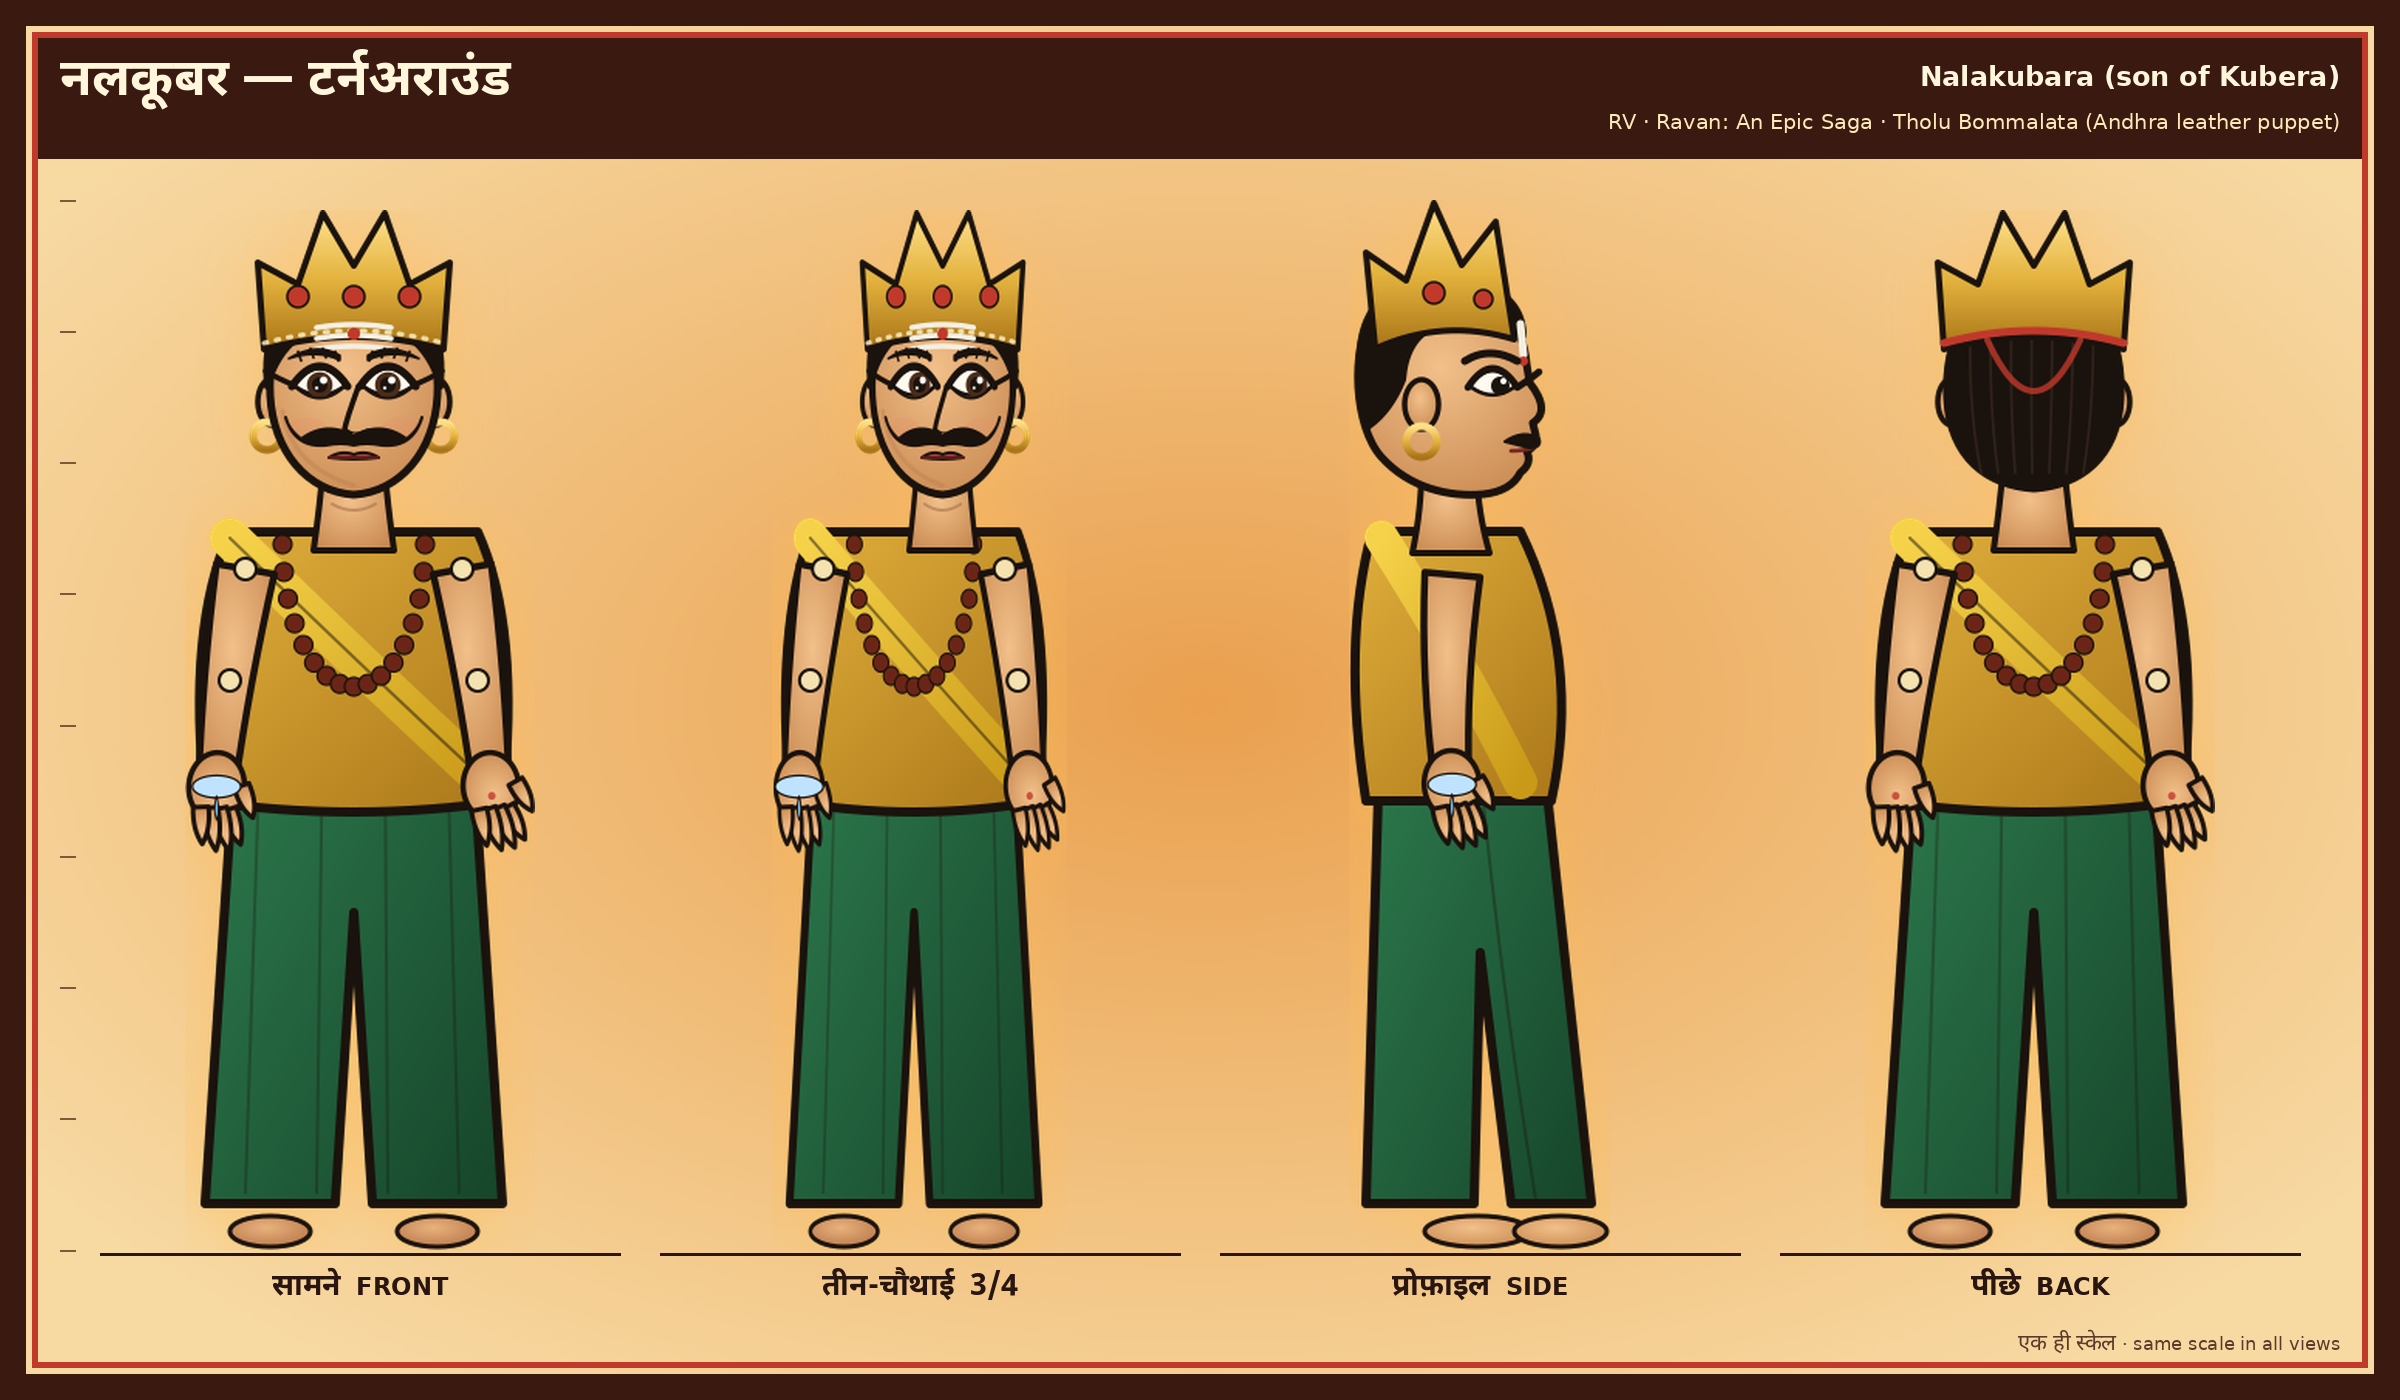 नलकूबर — टर्नअराउंड
Nalakubara (son of Kubera)
RV · Ravan: An Epic Saga · Tholu Bommalata (Andhra leather puppet)
सामने FRONT
तीन-चौथाई 3/4
प्रोफ़ाइल SIDE
पीछे BACK
एक ही स्केल · same scale in all views